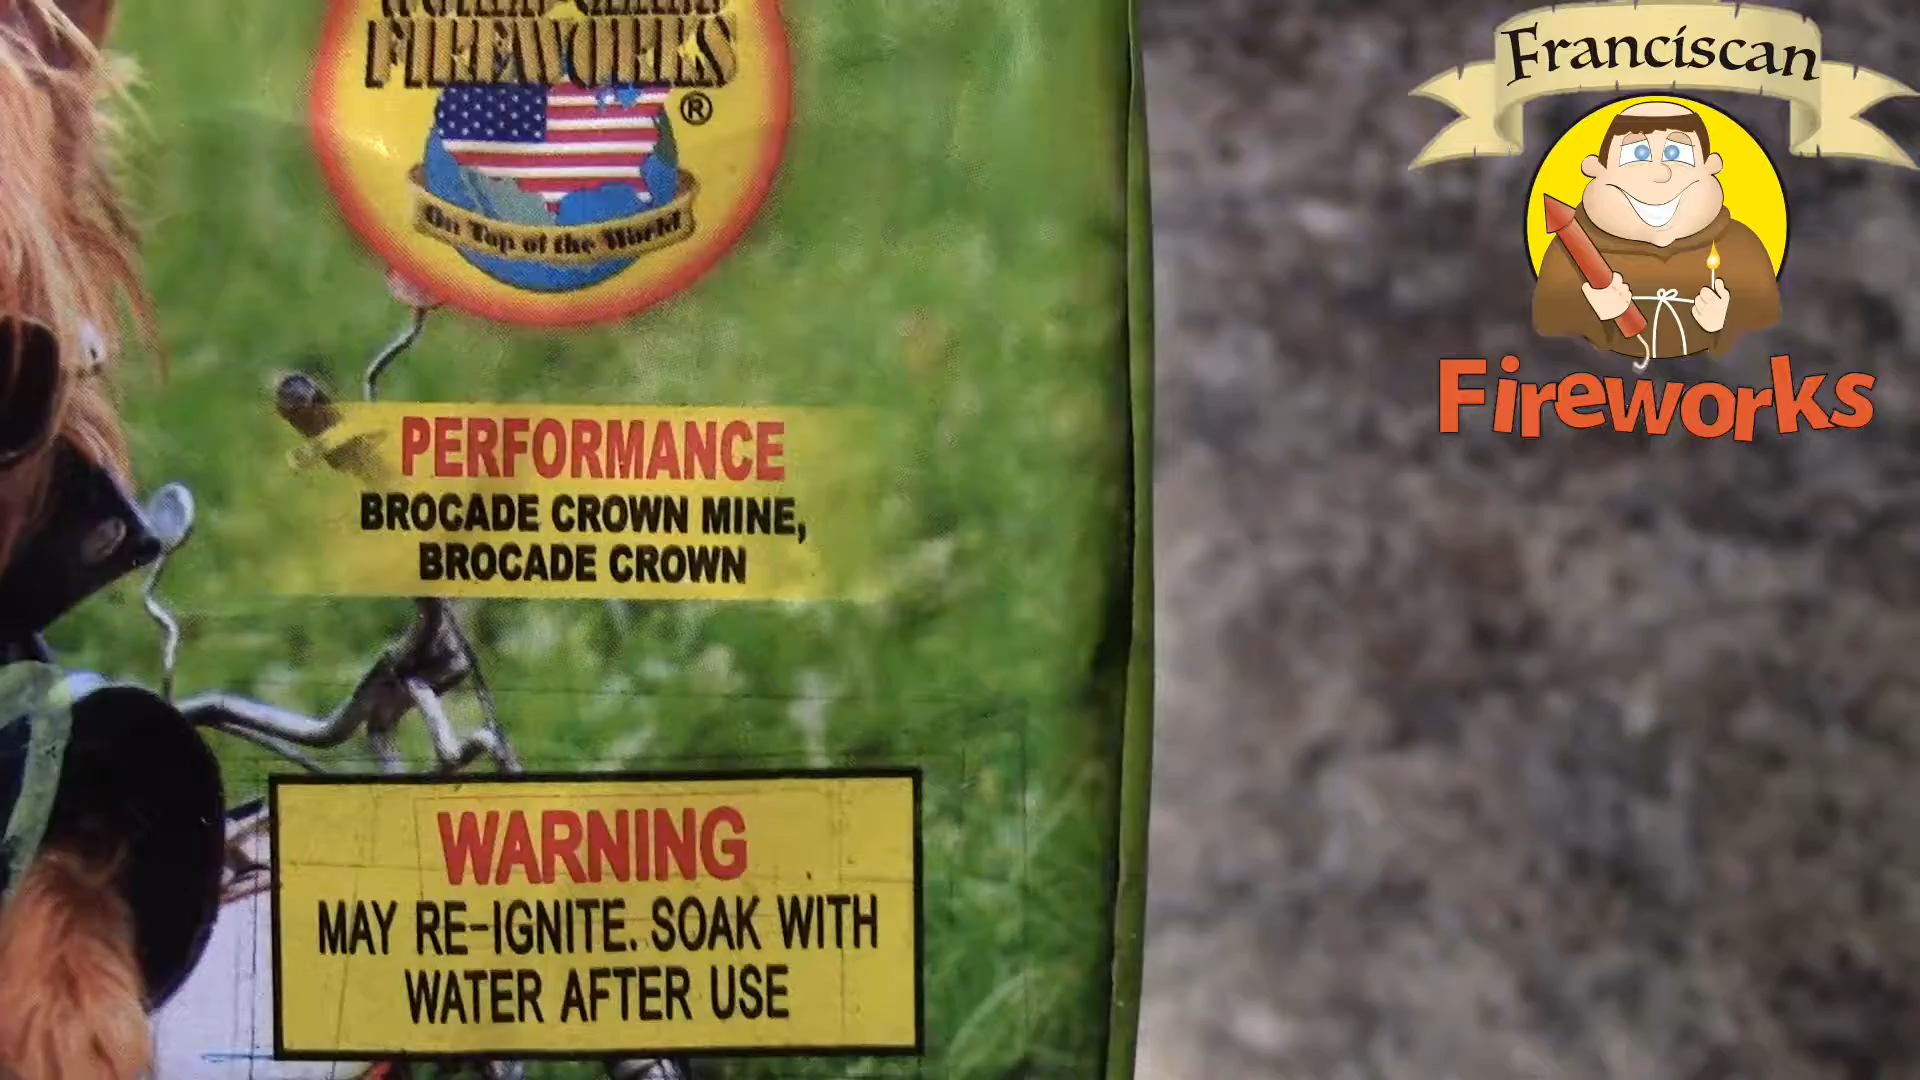 FIREWORKS
®
On Top of the World
PERFORMANCE
BROCADE CROWN MINE,
BROCADE CROWN
WARNING
MAY RE-IGNITE. SOAK WITH
WATER AFTER USE
Franciscan
Fireworks